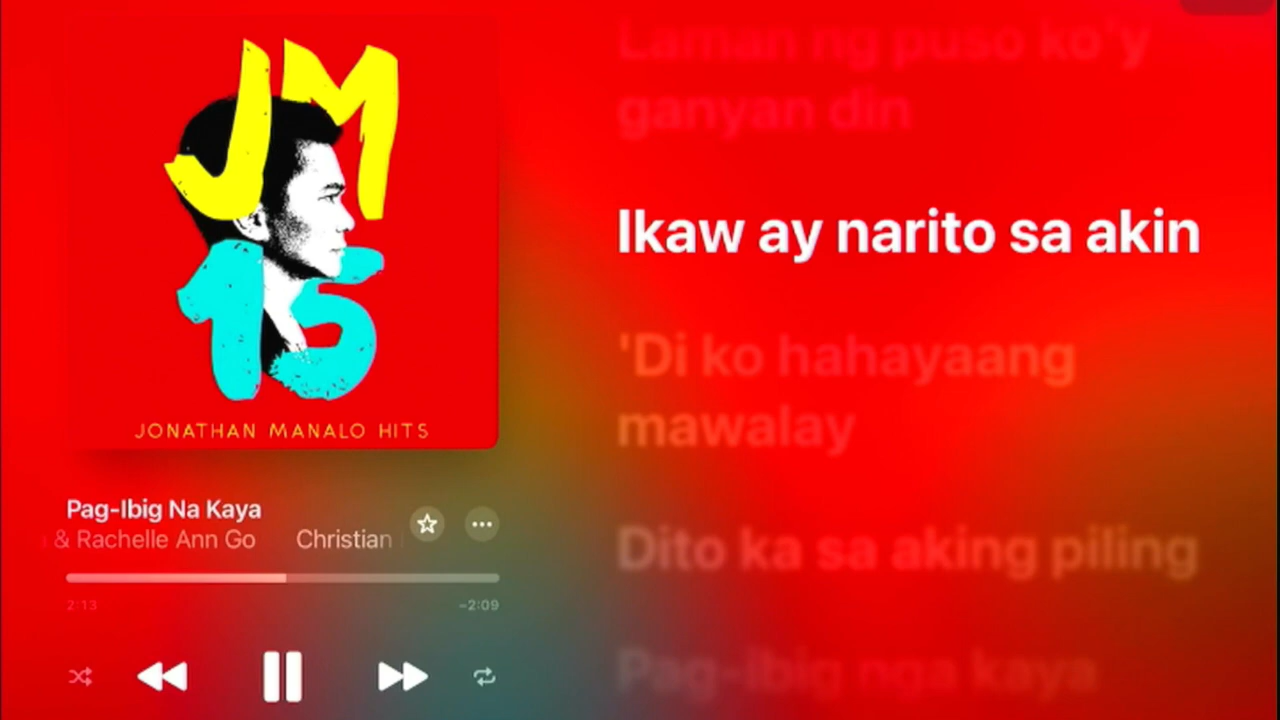 JM
15
JONATHAN MANALO HITS
Pag-Ibig Na Kaya
& Rachelle Ann Go Christian
2:13
-2:09
Laman ng puso ko'y
ganyan din
Ikaw ay narito sa akin
'Di ko hahayaang
mawalay
Dito ka sa aking piling
Pag-ibig nga kaya